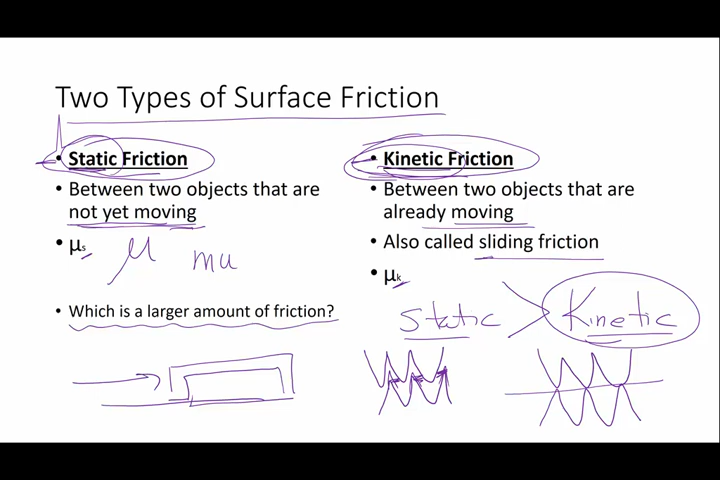 Two Types of Surface Friction
• Static Friction
• Between two objects that are
not yet moving
• μs
μ mu
• Which is a larger amount of friction?
• Kinetic Friction
• Between two objects that are
already moving
• Also called sliding friction
• μk
Static > Kinetic